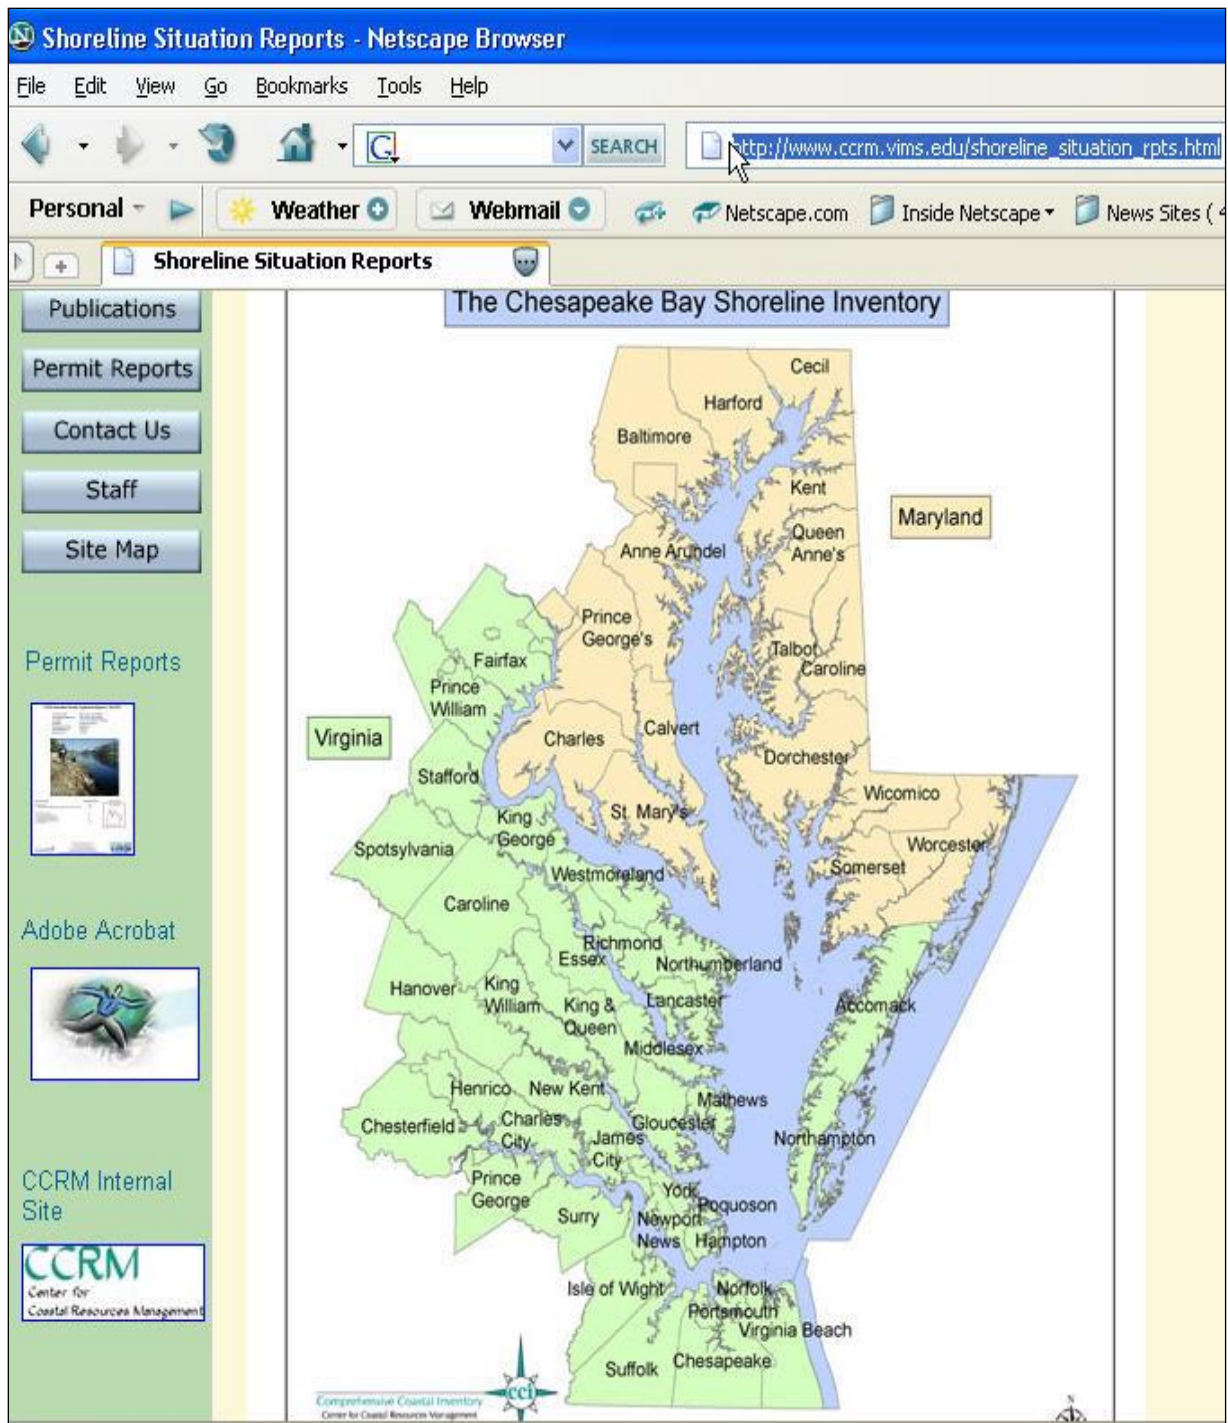 Shoreline Situation Reports - Netscape Browser
File Edit View Go Bookmarks Tools Help
G SEARCH http://www.ccrm.vims.edu/shoreline_situation_rpts.html
Personal Weather Webmail Netscape.com Inside Netscape News Sites ( 4
Shoreline Situation Reports
Publications
Permit Reports
Contact Us
Staff
Site Map
Permit Reports
Adobe Acrobat
CCRM Internal
Site
CCRM
Center for
Coastal Resources Management
The Chesapeake Bay Shoreline Inventory
Cecil
Harford
Baltimore
Kent
Maryland
Queen
Anne's
Anne Arundel
Prince
George's
Talbot
Caroline
Fairfax
Prince
William
Virginia
Charles
Calvert
Dorchester
Stafford
Wicomico
St. Mary's
King
George
Worcester
Spotsylvania
Somerset
Westmoreland
Caroline
Richmond
Essex
Northumberland
Hanover
King
William
King &
Queen
Lancaster
Accomack
Middlesex
Henrico
New Kent
Mathews
Chesterfield
Charles
City
James
City
Gloucester
Northampton
Prince
George
York
Poquoson
Surry
Newport
News
Hampton
Isle of Wight
Norfolk
Portsmouth
Virginia Beach
Suffolk
Chesapeake
cci
Comprehensive Coastal Inventory
Center for Coastal Resources Management
N